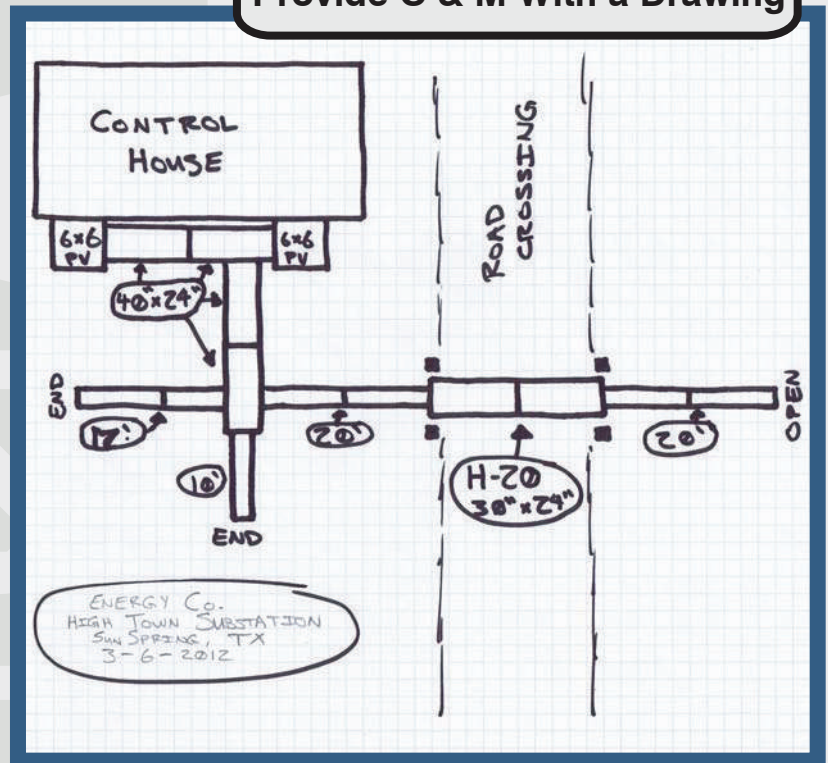 Provide & M With a Drawing
CONTROL
HOUSE
ROAD
CROSSING
6x6
PV
6x6
PV
40"x24"
END
20'
20'
OPEN
10'
END
H-20
30"x24"
ENERGY Co.
HIGH TOWN SUBSTATION
SUN SPRING, TX
3-6-2012